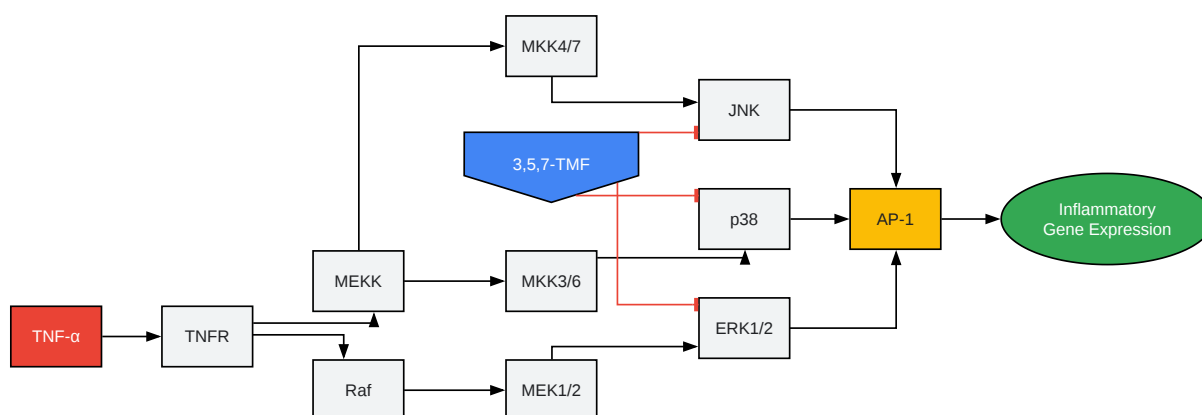 MKK4/7
JNK
3,5,7-TMF
p38
AP-1
Inflammatory
Gene Expression
MEKK
MKK3/6
TNF-α
TNFR
ERK1/2
Raf
MEK1/2